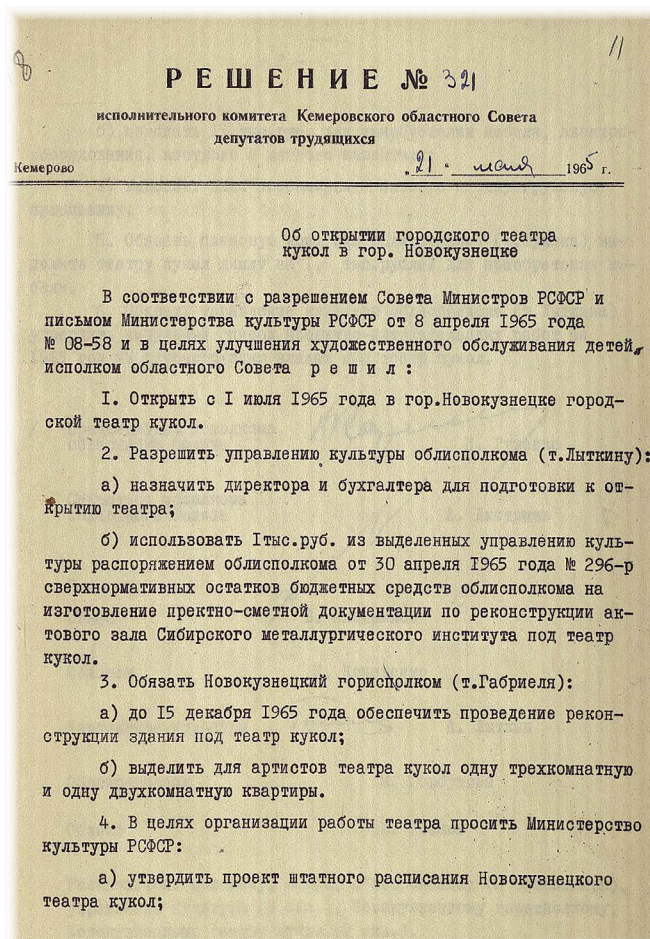 8
11
РЕШЕНИЕ № 321
исполнительного комитета Кемеровского областного Совета
депутатов трудящихся
Кемерово „21" мая 1965 г.
Об открытии городского театра
кукол в гор. Новокузнецке
В соответствии с разрешением Совета Министров РСФСР и
письмом Министерства культуры РСФСР от 8 апреля 1965 года
№ 08-58 и в целях улучшения художественного обслуживания детей,
исполком областного Совета р е ш и л :
I. Открыть с I июля 1965 года в гор.Новокузнецке город-
ской театр кукол.
2. Разрешить управлению культуры облисполкома (т.Лыткину):
а) назначить директора и бухгалтера для подготовки к от-
крытию театра;
б) использовать Iтыс.руб. из выделенных управлению куль-
туры распоряжением облисполкома от 30 апреля 1965 года № 296-р
сверхнормативных остатков бюджетных средств облисполкома на
изготовление пректно-сметной документации по реконструкции ак-
тового зала Сибирского металлургического института под театр
кукол.
3. Обязать Новокузнецкий горисполком (т.Габриеля):
а) до 15 декабря 1965 года обеспечить проведение рекон-
струкции здания под театр кукол;
б) выделить для артистов театра кукол одну трехкомнатную
и одну двухкомнатную квартиры.
4. В целях организации работы театра просить Министерство
культуры РСФСР:
а) утвердить проект штатного расписания Новокузнецкого
театра кукол;